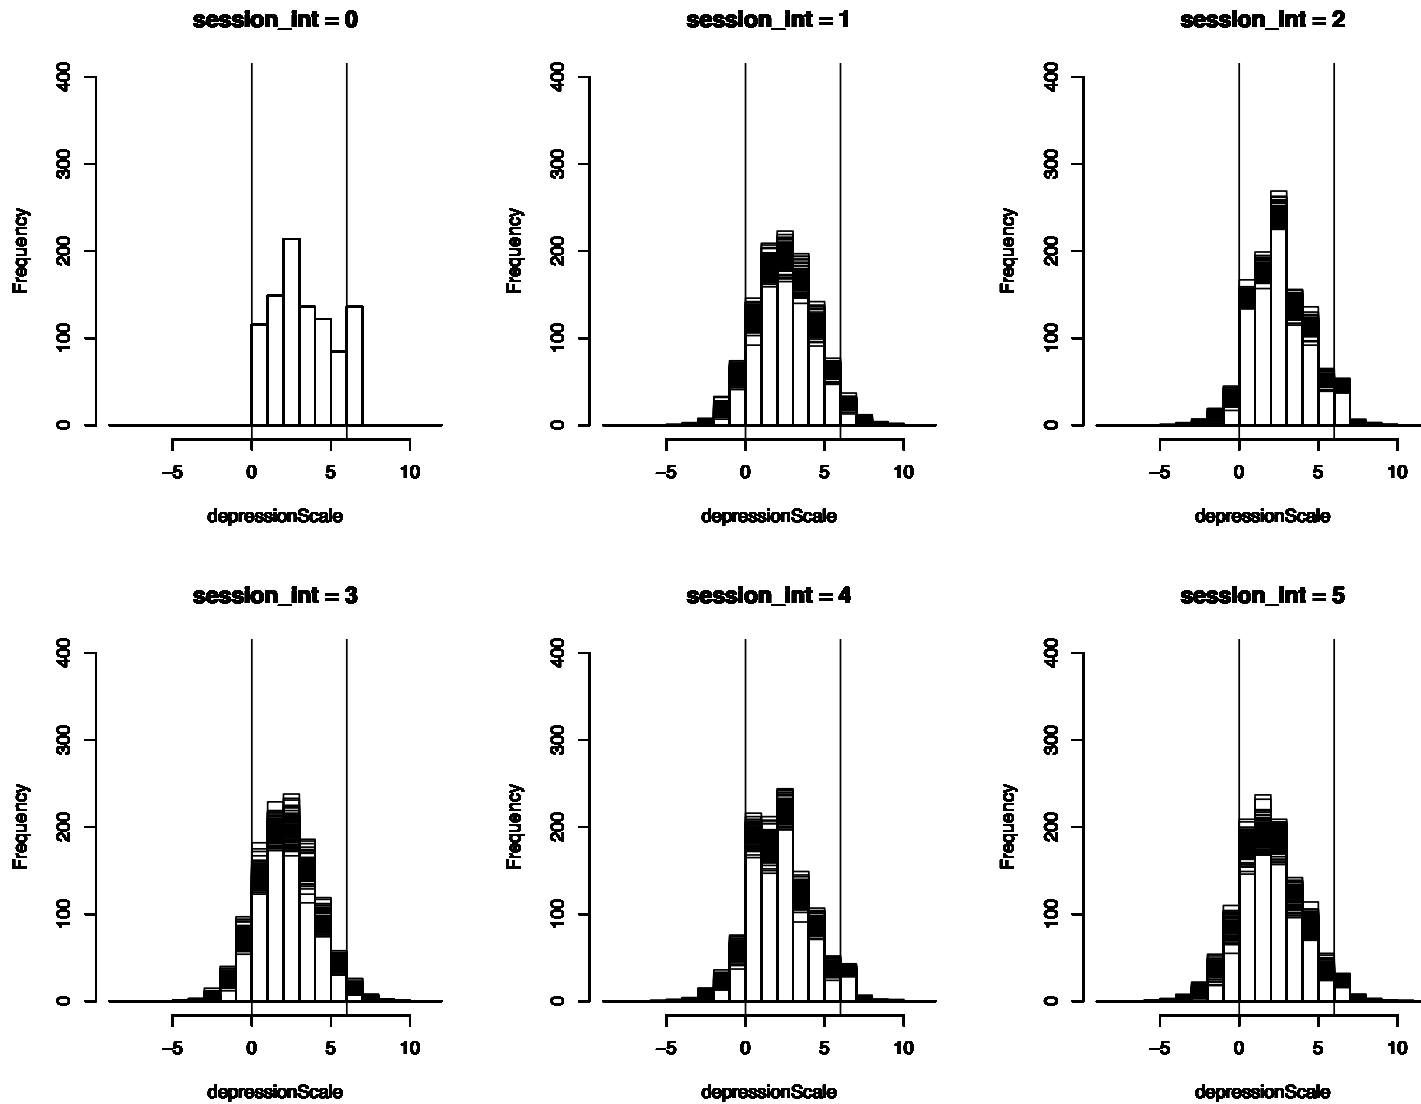 session_int = 0
session_int = 1
session_int = 2
400
300
200
100
0
Frequency
−5 0 5 10
depressionScale
400
300
200
100
0
Frequency
−5 0 5 10
depressionScale
400
300
200
100
0
Frequency
−5 0 5 10
depressionScale
session_int = 3
session_int = 4
session_int = 5
400
300
200
100
0
Frequency
−5 0 5 10
depressionScale
400
300
200
100
0
Frequency
−5 0 5 10
depressionScale
400
300
200
100
0
Frequency
−5 0 5 10
depressionScale